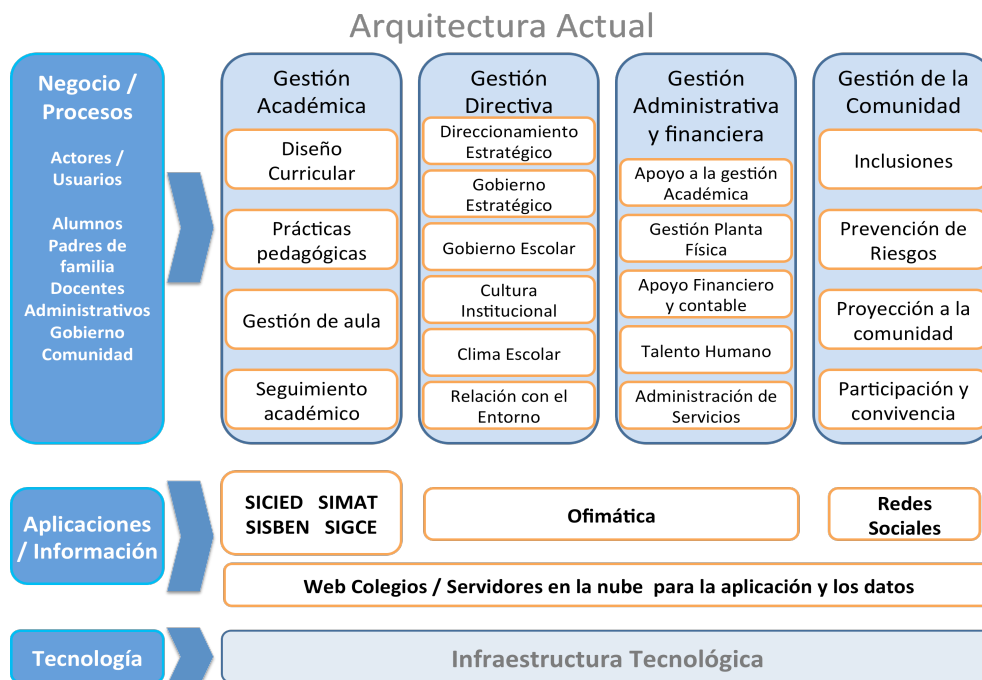 Arquitectura Actual
Negocio /
Procesos
Actores /
Usuarios
Alumnos
Padres de
familia
Docentes
Administrativos
Gobierno
Comunidad
Gestión
Académica
Diseño
Curricular
Prácticas
pedagógicas
Gestión de aula
Seguimiento
académico
Gestión
Directiva
Direccionamiento
Estratégico
Gobierno
Estratégico
Gobierno Escolar
Cultura
Institucional
Clima Escolar
Relación con el
Entorno
Gestión
Administrativa
y financiera
Apoyo a la gestión
Académica
Gestión Planta
Física
Apoyo Financiero
y contable
Talento Humano
Administración de
Servicios
Gestión de la
Comunidad
Inclusiones
Prevención de
Riesgos
Proyección a la
comunidad
Participación y
convivencia
Aplicaciones
/ Información
SICIED SIMAT
SISBEN SIGCE
Ofimática
Redes
Sociales
Web Colegios / Servidores en la nube para la aplicación y los datos
Tecnología
Infraestructura Tecnológica